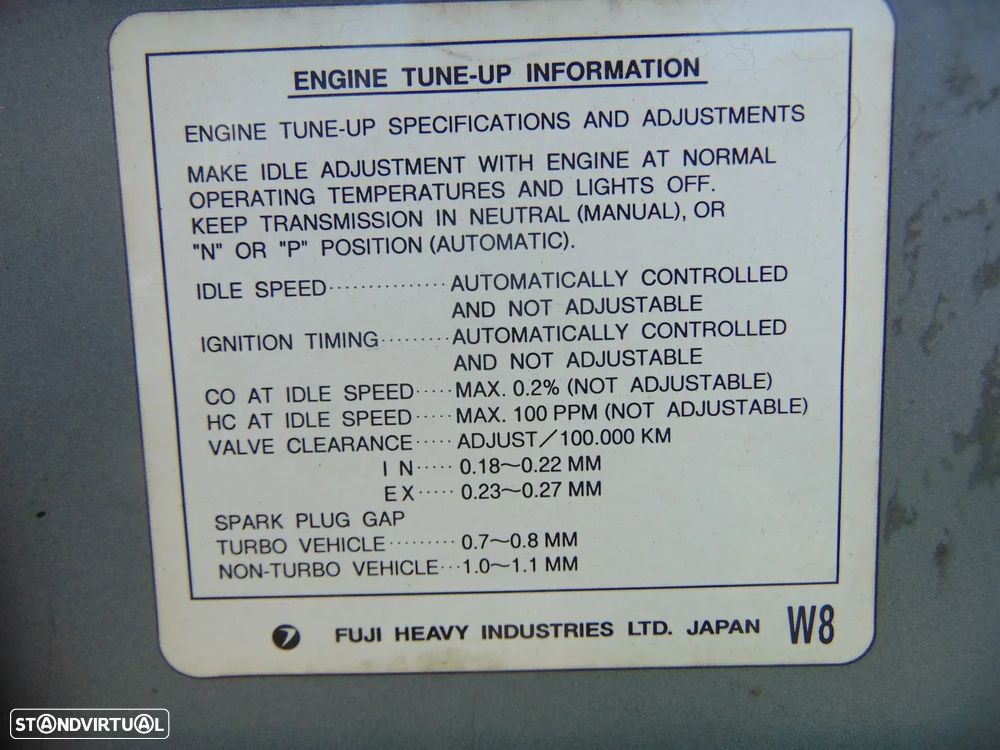 ENGINE TUNE-UP INFORMATION
ENGINE TUNE-UP SPECIFICATIONS AND ADJUSTMENTS
MAKE IDLE ADJUSTMENT WITH ENGINE AT NORMAL
OPERATING TEMPERATURES AND LIGHTS OFF.
KEEP TRANSMISSION IN NEUTRAL (MANUAL), OR
"N" OR "P" POSITION (AUTOMATIC).
IDLE SPEED··············· AUTOMATICALLY CONTROLLED
AND NOT ADJUSTABLE
IGNITION TIMING········· AUTOMATICALLY CONTROLLED
AND NOT ADJUSTABLE
CO AT IDLE SPEED····· MAX. 0.2% (NOT ADJUSTABLE)
HC AT IDLE SPEED····· MAX. 100 PPM (NOT ADJUSTABLE)
VALVE CLEARANCE····· ADJUST/100.000 KM
IN····· 0.18~0.22 MM
EX····· 0.23~0.27 MM
SPARK PLUG GAP
TURBO VEHICLE········· 0.7~0.8 MM
NON-TURBO VEHICLE···1.0~1.1 MM
7 FUJI HEAVY INDUSTRIES LTD. JAPAN W8
STANDVIRTUAL